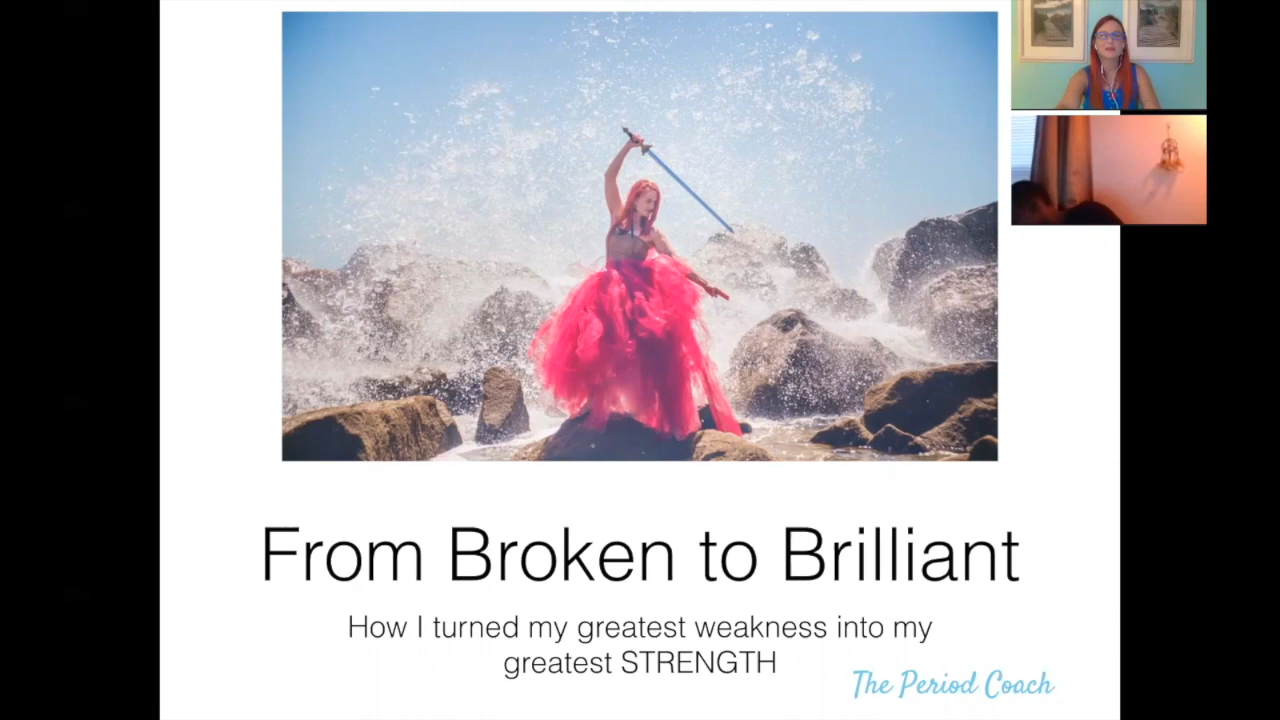 From Broken to Brilliant
How I turned my greatest weakness into my
greatest STRENGTH
The Period Coach